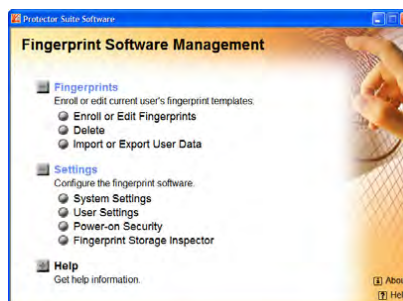 Protector Suite Software
Fingerprint Software Management
Fingerprints
Enroll or edit current user's fingerprint templates.
Enroll or Edit Fingerprints
Delete
Import or Export User Data
Settings
Configure the fingerprint software.
System Settings
User Settings
Power-on Security
Fingerprint Storage Inspector
Help
Get help information.